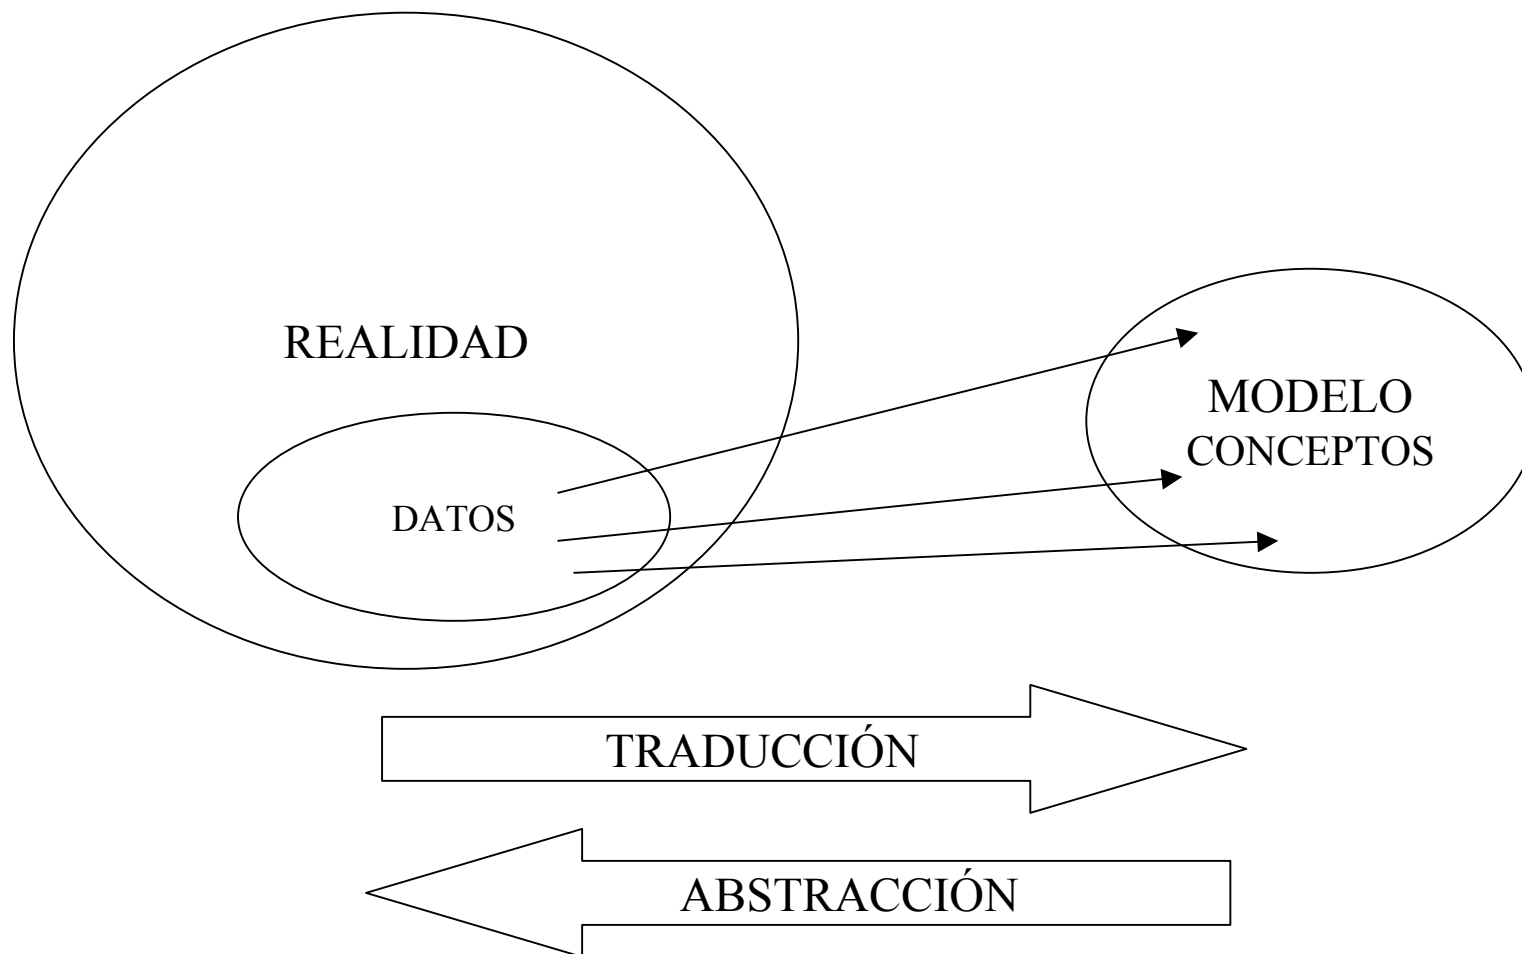 REALIDAD
MODELO
CONCEPTOS
DATOS
TRADUCCIÓN
ABSTRACCIÓN